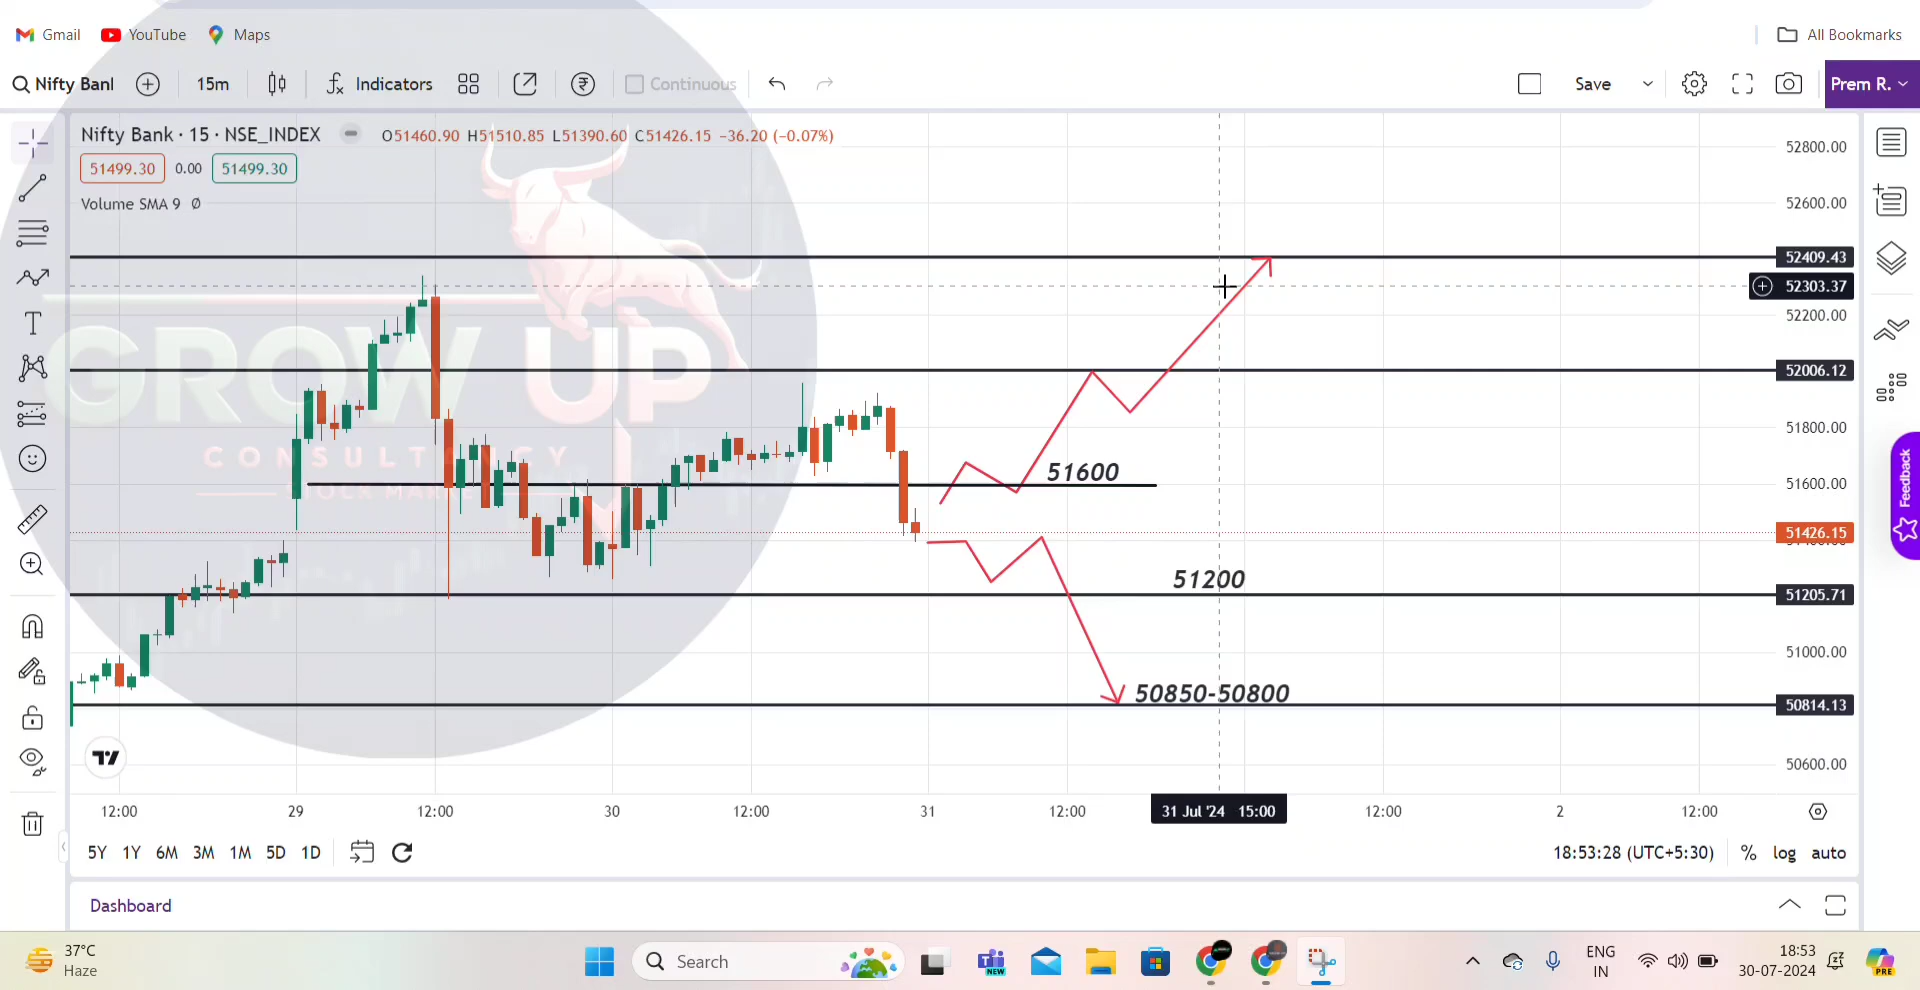 Gmail YouTube Maps All Bookmarks
Nifty Banl 15m Indicators Continuous Save Prem R.
Nifty Bank · 15 · NSE_INDEX O51460.90 H51510.85 L51390.60 C51426.15 −36.20 (−0.07%)
51499.30 0.00 51499.30
Volume SMA 9 Ø
52800.00
52600.00
52409.43
52303.37
52200.00
GROW UP
52006.12
51800.00
CONSULTANCY
51600
STOCK MARKET
51600.00
Feedback
51426.15
51200
51205.71
51000.00
50850-50800
50814.13
50600.00
12:00 29 12:00 30 12:00 31 12:00 31 Jul '24 15:00 12:00 2 12:00
5Y 1Y 6M 3M 1M 5D 1D 18:53:28 (UTC+5:30) % log auto
Dashboard
37°C
Haze
Search
NEW
ENG
IN
18:53
30-07-2024
PRE